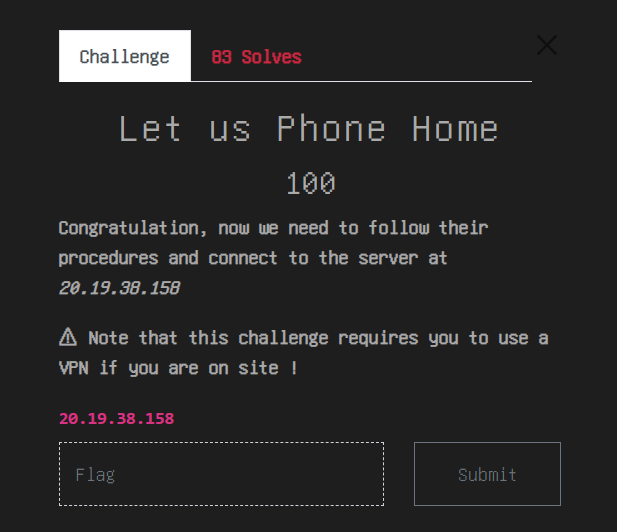 Challenge
83 Solves
Let us Phone Home
100
Congratulation, now we need to follow their
procedures and connect to the server at
20.19.38.158
⚠ Note that this challenge requires you to use a
VPN if you are on site !
20.19.38.158
Flag
Submit